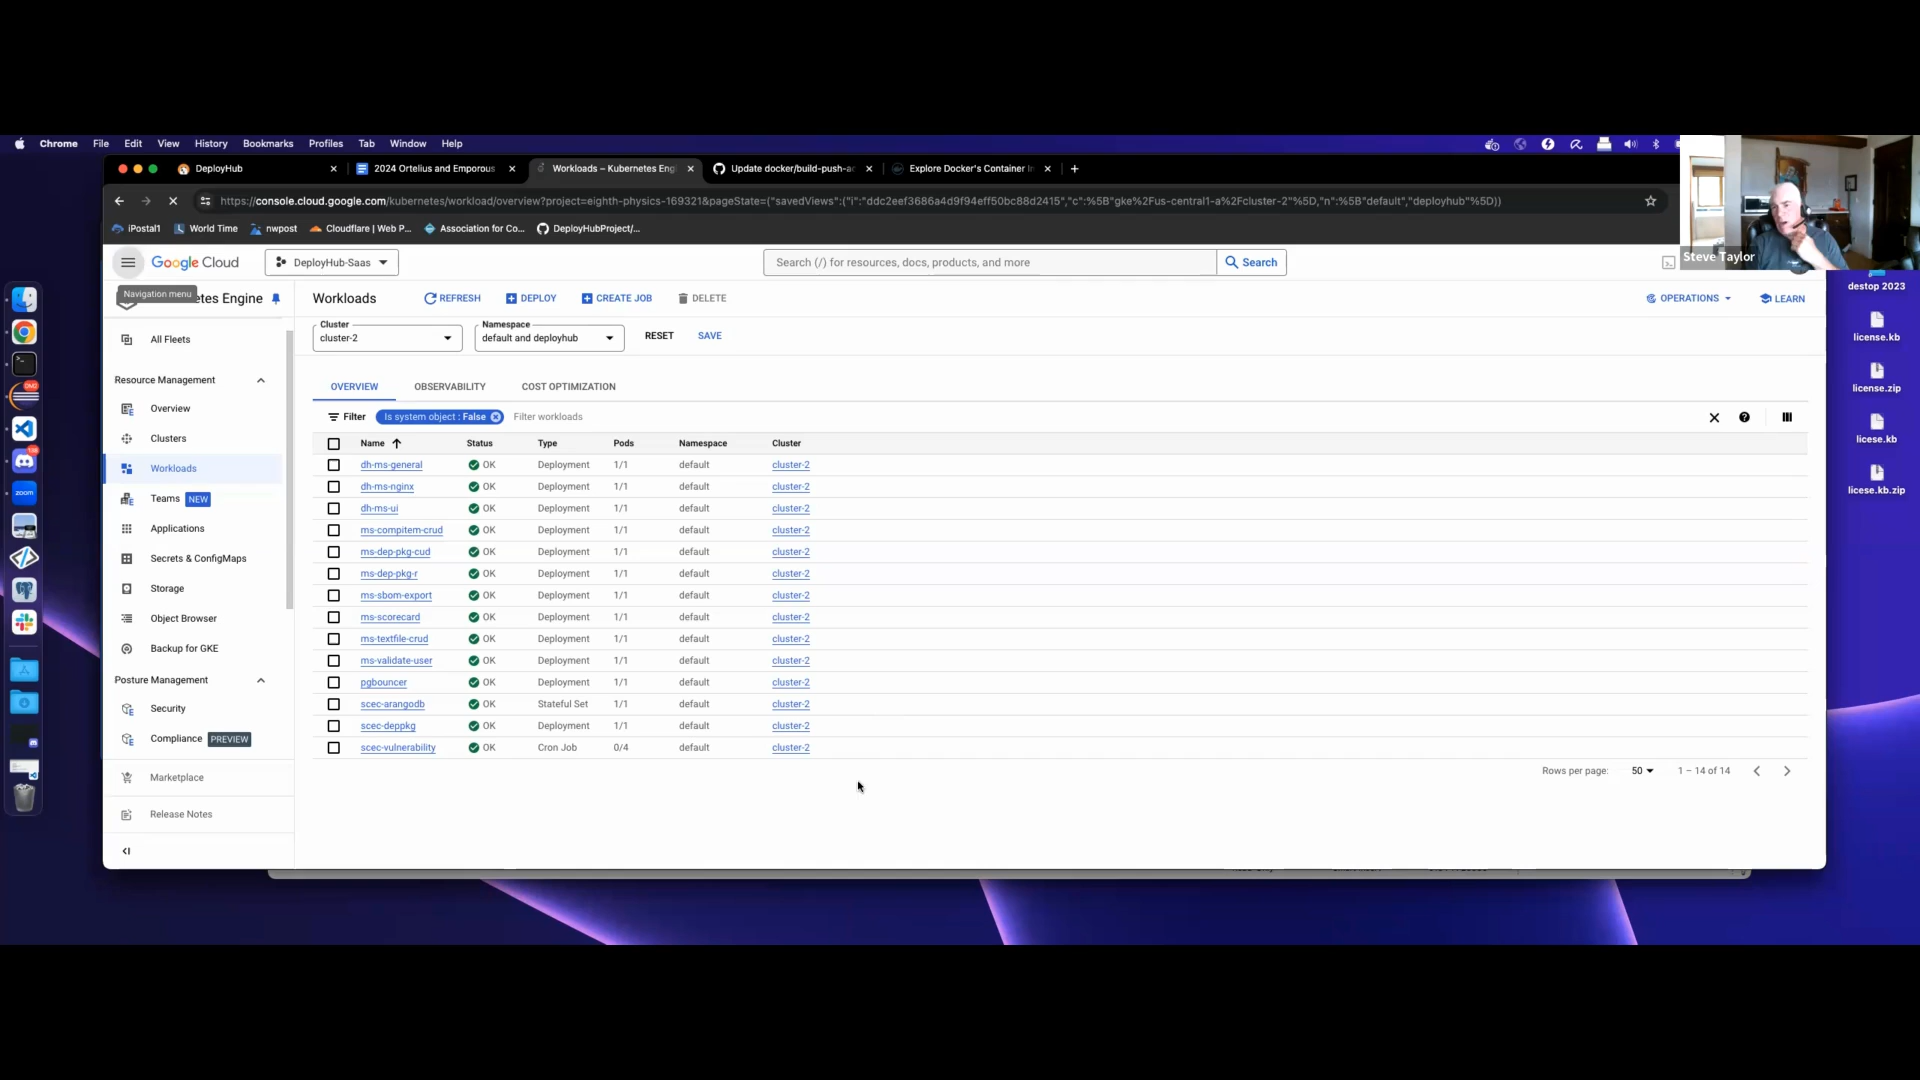 Chrome File Edit View History Bookmarks Profiles Tab Window Help
DeployHub
2024 Ortelius and Emporous
Workloads – Kubernetes Eng
Update docker/build-push-ac
Explore Docker's Container In
https://console.cloud.google.com/kubernetes/workload/overview?project=eighth-physics-169321&pageState=("savedViews":("i":"ddc2eef3686a4d9f94eff50bc88d2415","c":%5B"gke%2Fus-central1-a%2Fcluster-2"%5D,"n":%5B"default","deployhub"%5D))
iPostal1
World Time
nwpost
Cloudflare | Web P...
Association for Co...
DeployHubProject/...
Steve Taylor
Google Cloud
DeployHub-SaaS
Search (/) for resources, docs, products, and more
Search
Navigation menu
etes Engine
Workloads
REFRESH
DEPLOY
CREATE JOB
DELETE
OPERATIONS
LEARN
Cluster
cluster-2
Namespace
default and deployhub
RESET
SAVE
All Fleets
Resource Management
Overview
Clusters
Workloads
Teams NEW
Applications
Secrets & ConfigMaps
Storage
Object Browser
Backup for GKE
Posture Management
Security
Compliance PREVIEW
Marketplace
Release Notes
OVERVIEW
OBSERVABILITY
COST OPTIMIZATION
Filter
Is system object : False
Filter workloads
Name Status Type Pods Namespace Cluster
dh-ms-general OK Deployment 1/1 default cluster-2
dh-ms-nginx OK Deployment 1/1 default cluster-2
dh-ms-ui OK Deployment 1/1 default cluster-2
ms-compitem-crud OK Deployment 1/1 default cluster-2
ms-dep-pkg-cud OK Deployment 1/1 default cluster-2
ms-dep-pkg-r OK Deployment 1/1 default cluster-2
ms-sbom-export OK Deployment 1/1 default cluster-2
ms-scorecard OK Deployment 1/1 default cluster-2
ms-textfile-crud OK Deployment 1/1 default cluster-2
ms-validate-user OK Deployment 1/1 default cluster-2
pgbouncer OK Deployment 1/1 default cluster-2
scec-arangodb OK Stateful Set 1/1 default cluster-2
scec-deppkg OK Deployment 1/1 default cluster-2
scec-vulnerability OK Cron Job 0/4 default cluster-2
Rows per page: 50 1 – 14 of 14
destop 2023
license.kb
license.zip
licese.kb
licese.kb.zip
zoom